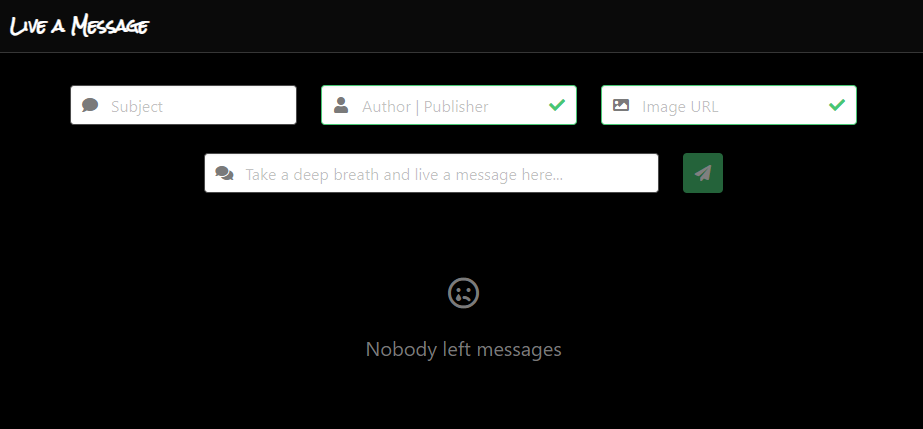 Live a Message
Subject
Author | Publisher
Image URL
Take a deep breath and live a message here...
Nobody left messages